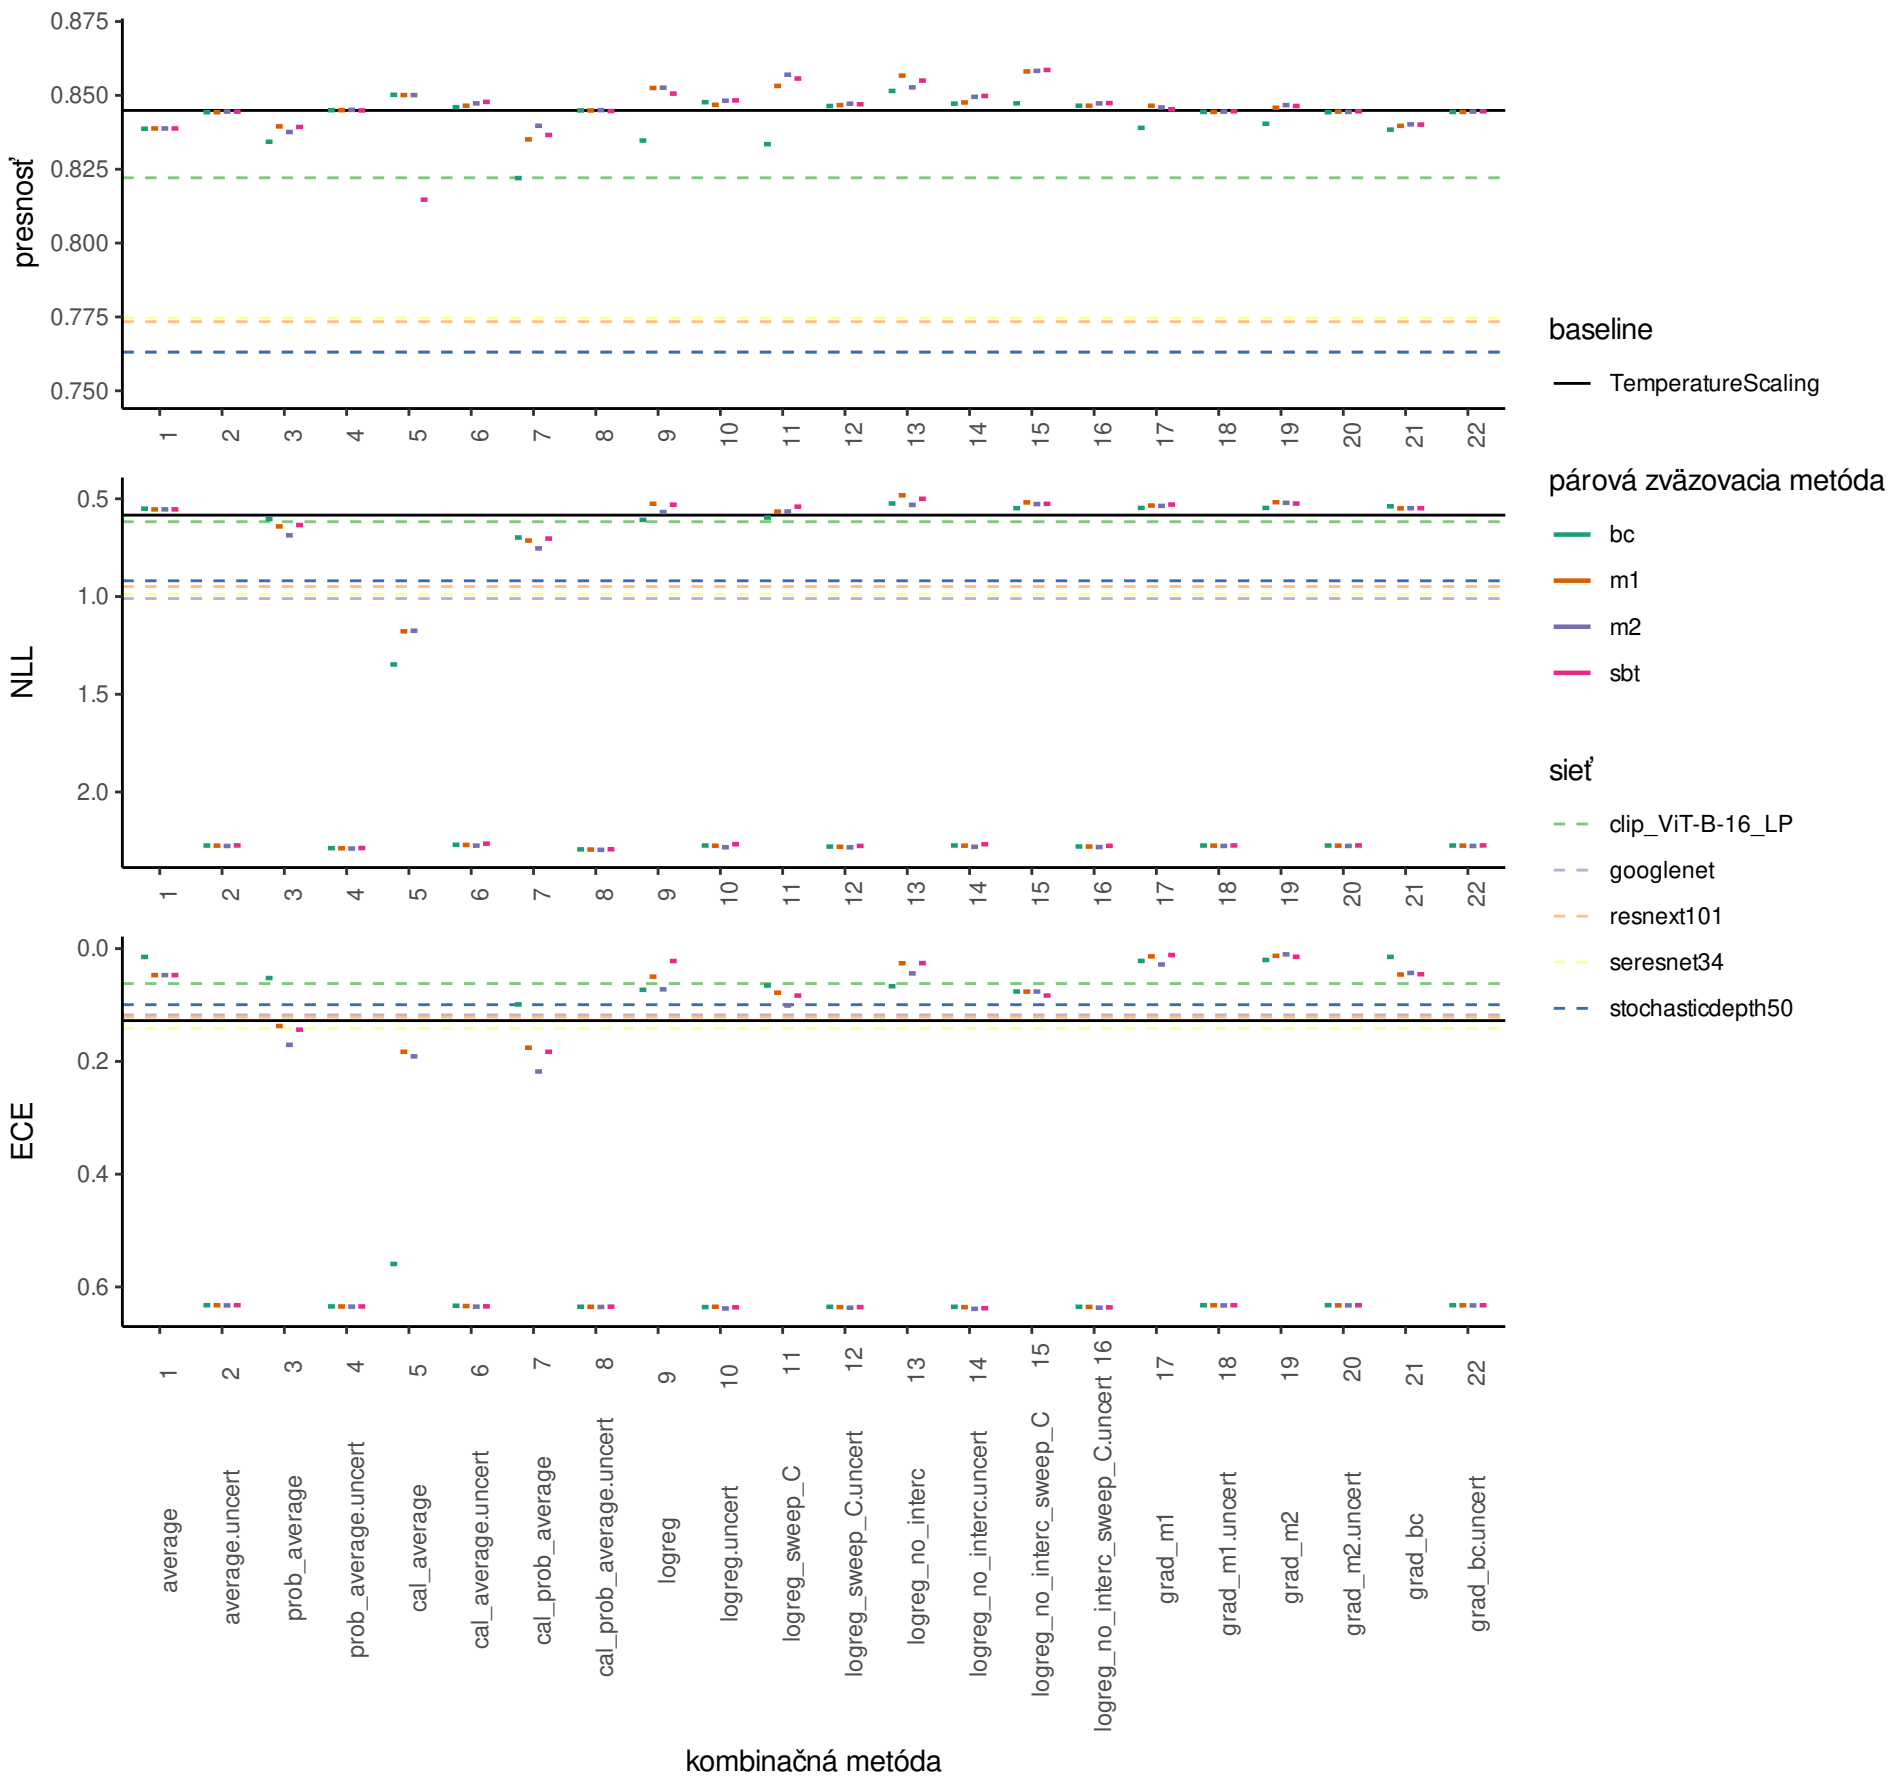 presnosť
0.875
0.850
0.825
0.800
0.775
0.750
1 2 3 4 5 6 7 8 9 10 11 12 13 14 15 16 17 18 19 20 21 22
NLL
0.5
1.0
1.5
2.0
1 2 3 4 5 6 7 8 9 10 11 12 13 14 15 16 17 18 19 20 21 22
ECE
0.0
0.2
0.4
0.6
average 1
average.uncert 2
prob_average 3
prob_average.uncert 4
cal_average 5
cal_average.uncert 6
cal_prob_average 7
cal_prob_average.uncert 8
logreg 9
logreg.uncert 10
logreg_sweep_C 11
logreg_sweep_C.uncert 12
logreg_no_interc 13
logreg_no_interc.uncert 14
logreg_no_interc_sweep_C 15
logreg_no_interc_sweep_C.uncert 16
grad_m1 17
grad_m1.uncert 18
grad_m2 19
grad_m2.uncert 20
grad_bc 21
grad_bc.uncert 22
kombinačná metóda
baseline
TemperatureScaling
párová zväzovacia metóda
bc
m1
m2
sbt
sieť
clip_ViT-B-16_LP
googlenet
resnext101
seresnet34
stochasticdepth50